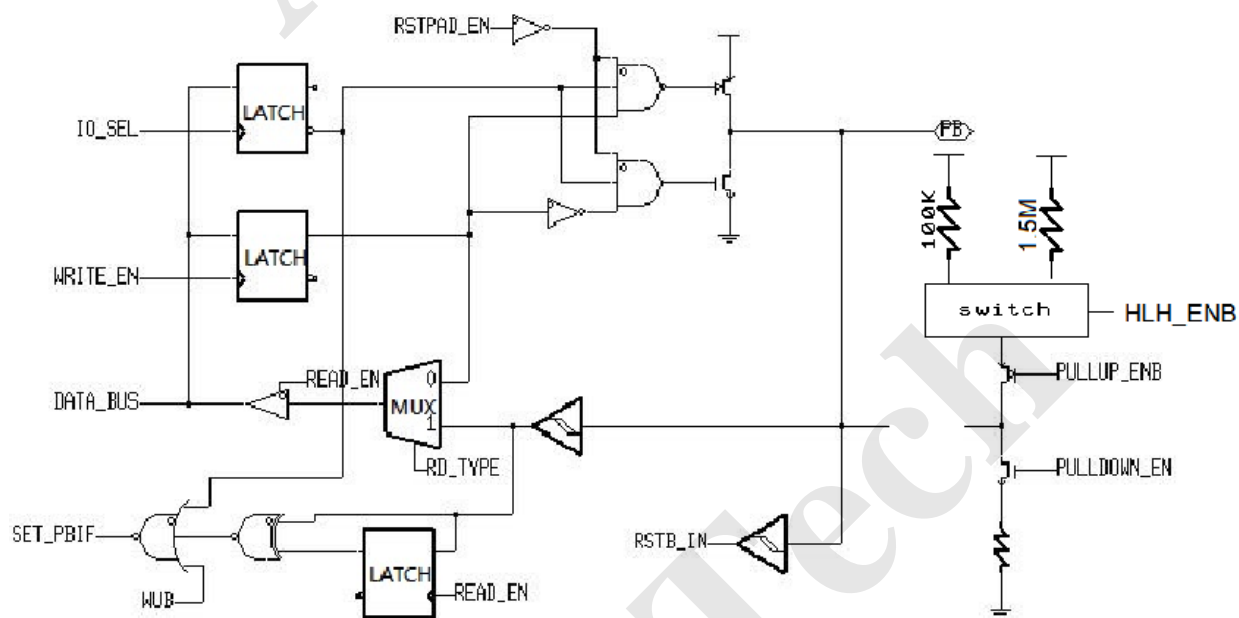 RSTPAD_EN
LATCH
IO_SEL
PB
100K
1.5M
LATCH
WRITE_EN
switch
HLH_ENB
READ_EN
0
PULLUP_ENB
DATA_BUS
MUX
1
RD_TYPE
PULLDOWN_EN
SET_PBIF
RSTB_IN
LATCH
READ_EN
WUB
Tech